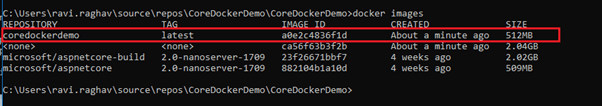 C:\Users\ravi.raghav\source\repos\CoreDockerDemo\CoreDockerDemo>docker images
REPOSITORY TAG IMAGE ID CREATED SIZE
coredockerdemo latest a0e2c4836f1d About a minute ago 512MB
<none> <none> ca56f63b3f2b About a minute ago 2.04GB
microsoft/aspnetcore-build 2.0-nanoserver-1709 23f26671bbf7 4 weeks ago 2.02GB
microsoft/aspnetcore 2.0-nanoserver-1709 882104b1a10d 4 weeks ago 509MB
C:\Users\ravi.raghav\source\repos\CoreDockerDemo\CoreDockerDemo>